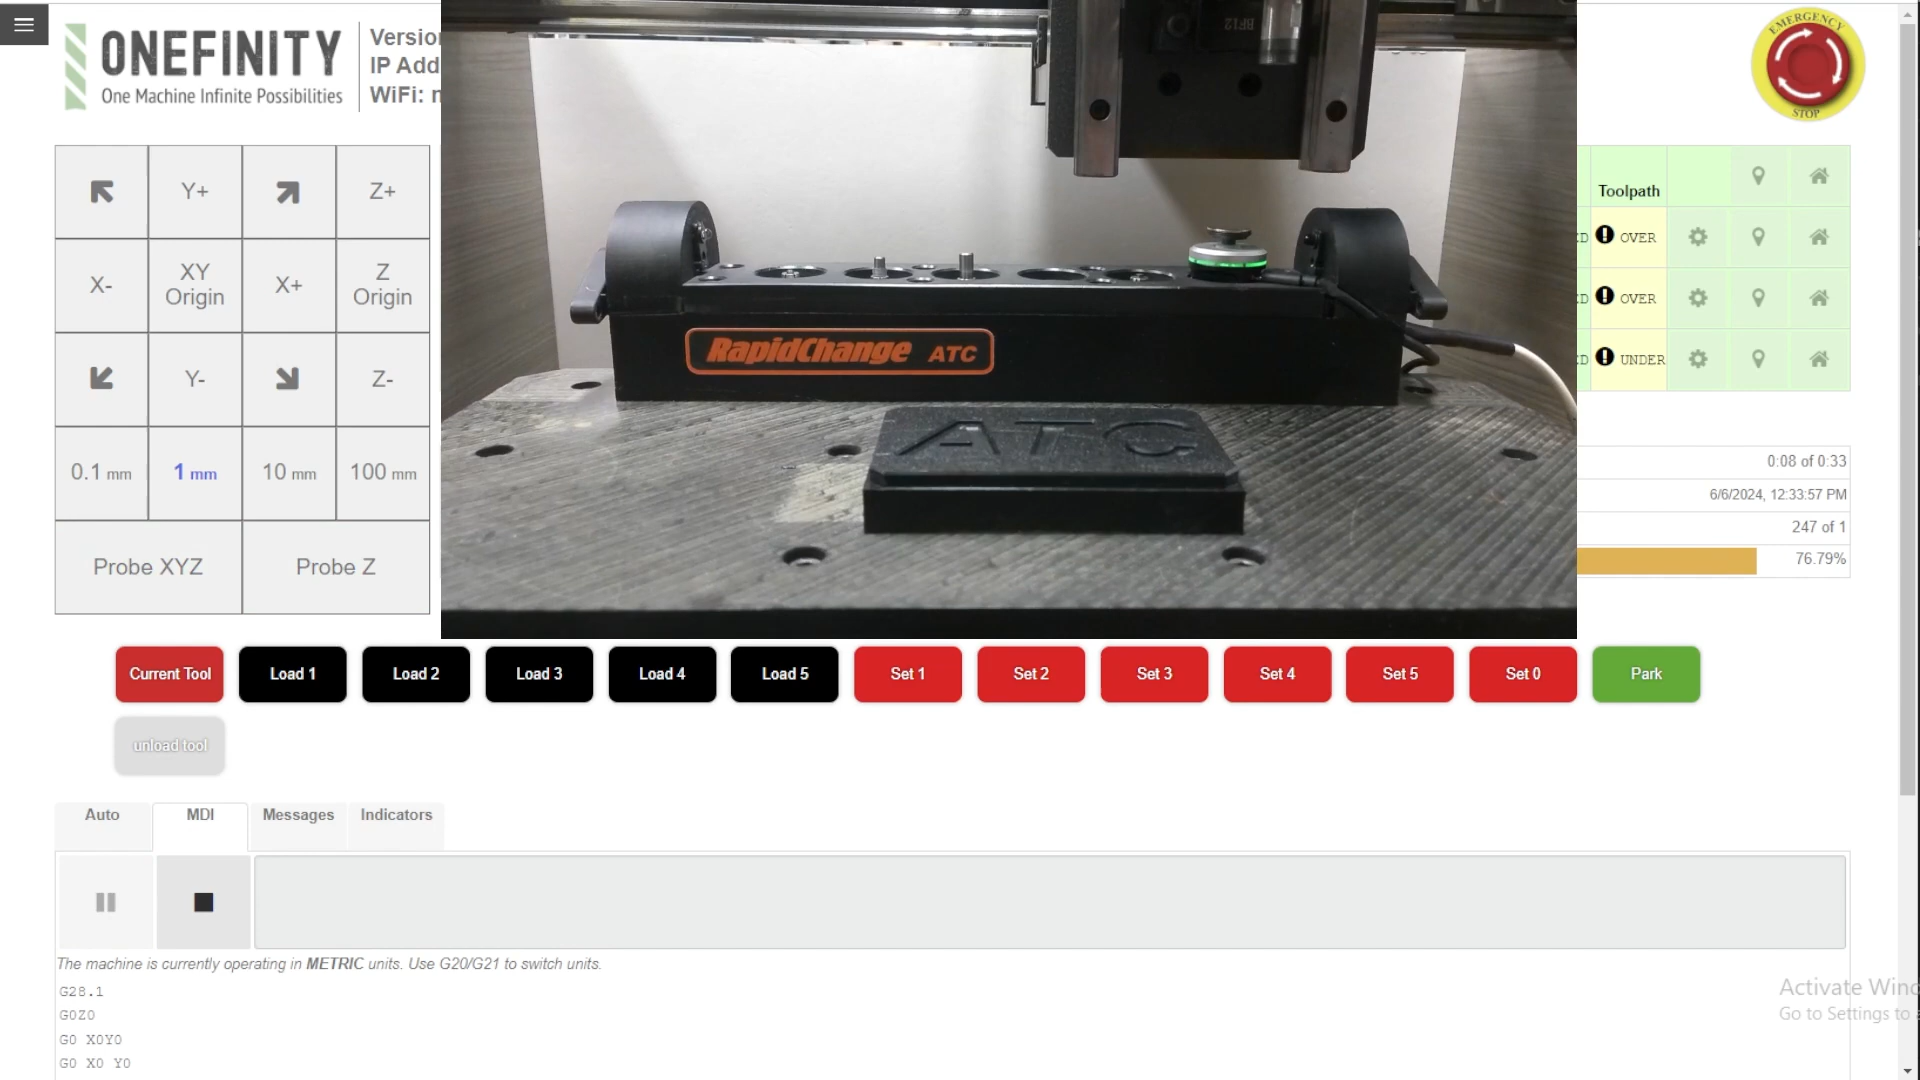 ONEFINITY
One Machine Infinite Possibilities
Version
IP Add
WiFi: n
EMERGENCY
STOP
BF12
Y+
Z+
X-
XY
Origin
X+
Z
Origin
Y-
Z-
0.1 mm
1 mm
10 mm
100 mm
Probe XYZ
Probe Z
RapidChange ATC
ATC
Toolpath
ED
OVER
ED
OVER
ED
UNDER
0:08 of 0:33
6/6/2024, 12:33:57 PM
247 of 1
76.79%
Current Tool
Load 1
Load 2
Load 3
Load 4
Load 5
Set 1
Set 2
Set 3
Set 4
Set 5
Set 0
Park
unload tool
Auto
MDI
Messages
Indicators
The machine is currently operating in METRIC units. Use G20/G21 to switch units.
G28.1
G0Z0
G0 X0Y0
G0 X0 Y0
Activate Wind
Go to Settings to a